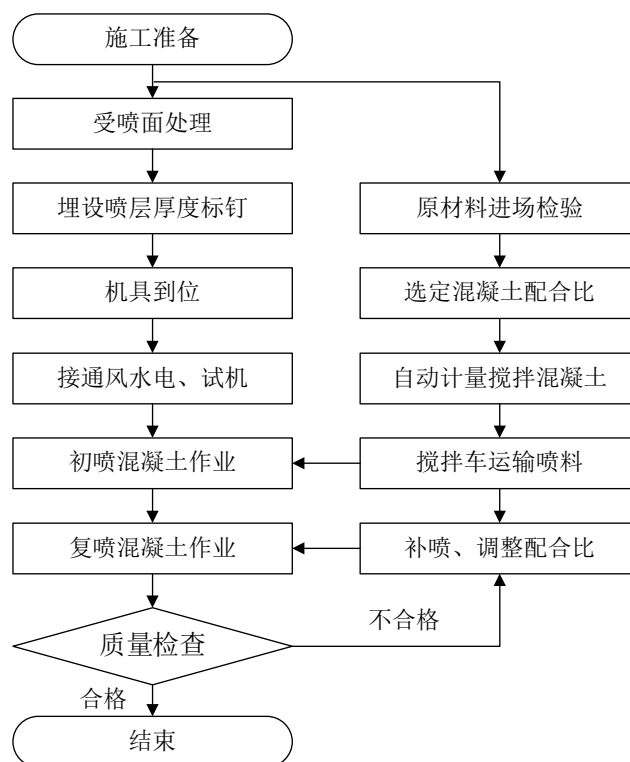 施工准备
受喷面处理
埋设喷层厚度标钉
原材料进场检验
机具到位
选定混凝土配合比
接通风水电、试机
自动计量搅拌混凝土
初喷混凝土作业
搅拌车运输喷料
复喷混凝土作业
补喷、调整配合比
质量检查
不合格
合格
结束